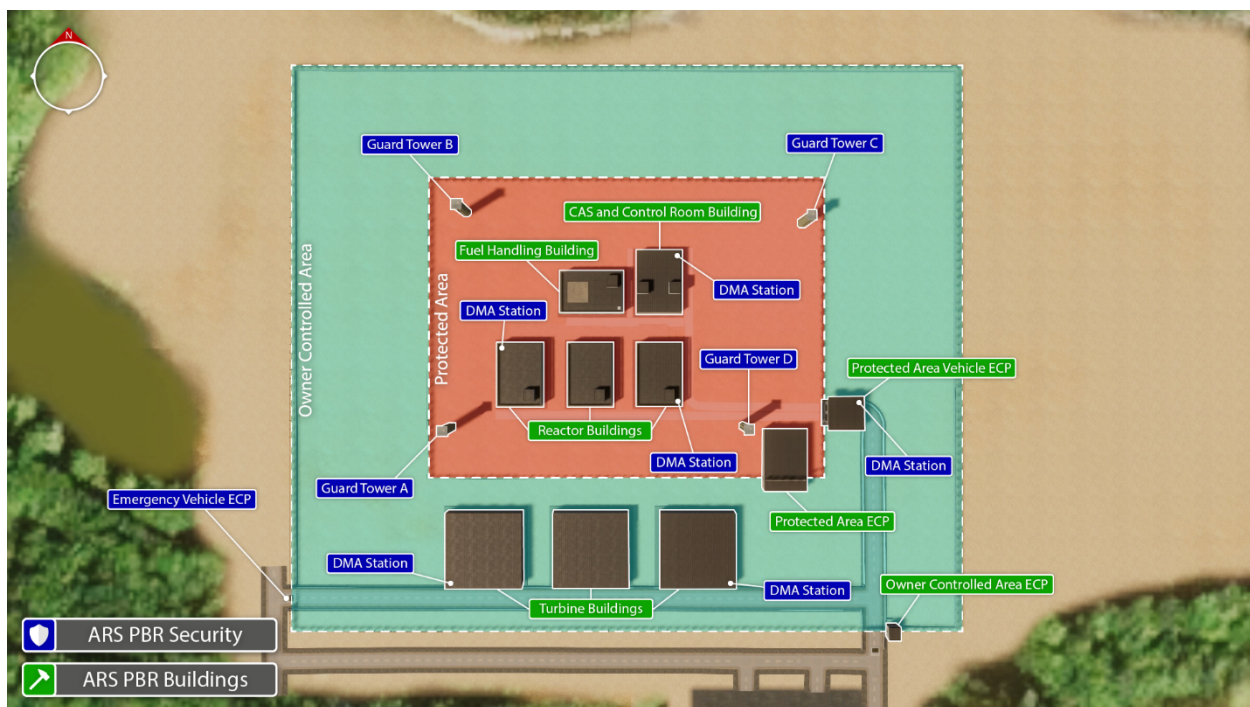 N
Guard Tower B
Guard Tower C
CAS and Control Room Building
Fuel Handling Building
Owner Controlled Area
Protected Area
DMA Station
DMA Station
Guard Tower D
Protected Area Vehicle ECP
Reactor Buildings
DMA Station
DMA Station
Guard Tower A
Emergency Vehicle ECP
Protected Area ECP
DMA Station
DMA Station
Owner Controlled Area ECP
Turbine Buildings
ARS PBR Security
ARS PBR Buildings